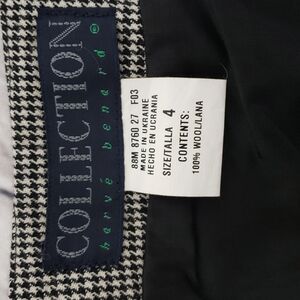 COLLECTION
hervé benard
®
88M 8760 27 F03
MADE IN UKRAINE
HECHO EN UCRANIA
SIZE/TALLA 4
CONTENTS:
100% WOOL/LANA